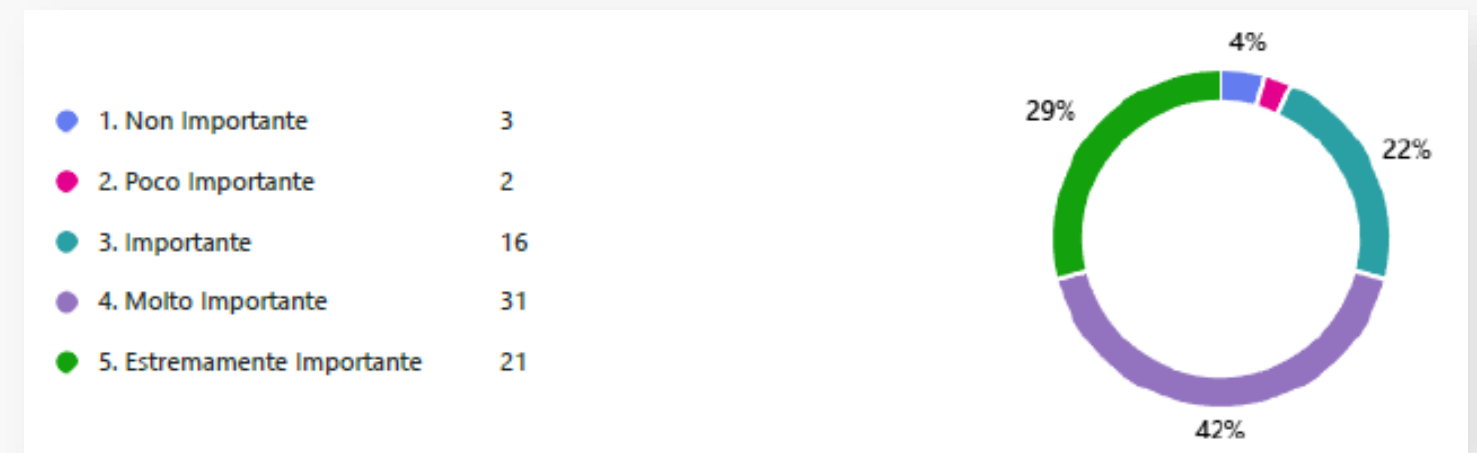 1. Non Importante 3
2. Poco Importante 2
3. Importante 16
4. Molto Importante 31
5. Estremamente Importante 21
4%
29%
22%
42%